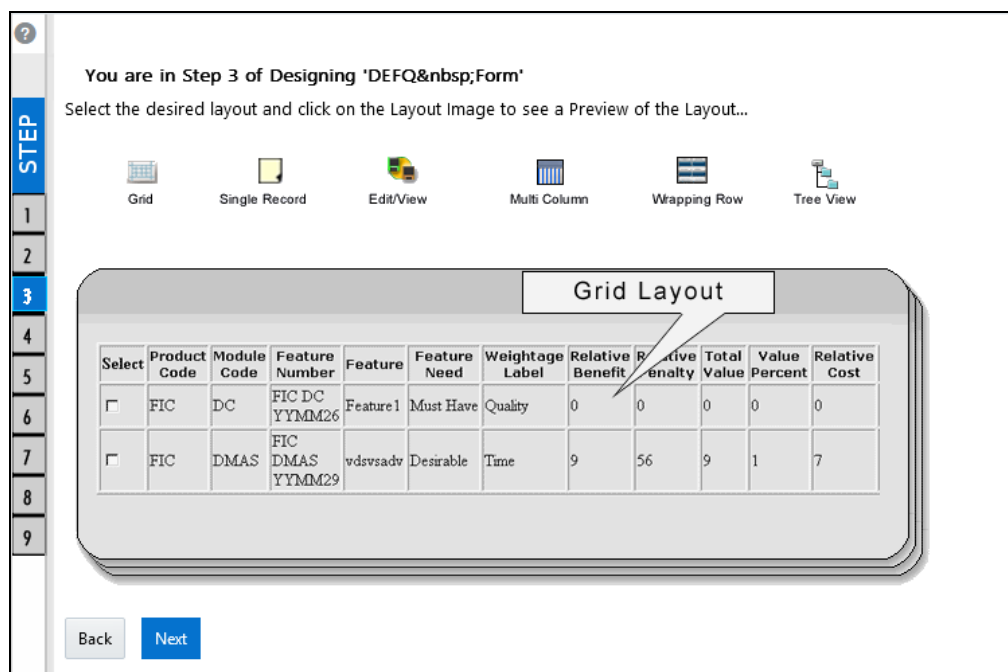 ?
You are in Step 3 of Designing 'DEFQ&nbsp;Form'
Select the desired layout and click on the Layout Image to see a Preview of the Layout...
STEP
1
2
3
4
5
6
7
8
9
Grid Single Record Edit/View Multi Column Wrapping Row Tree View
Grid Layout
Select Product Code Module Code Feature Number Feature Feature Need Weightage Label Relative Benefit Total Value Value Percent Relative Cost
FIC DC FIC DC YYMM26 Feature1 Must Have Quality 0 0 0 0 0
FIC DMAS FIC DMAS YYMM29 vdsvsadv Desirable Time 9 56 9 1 7
Back Next